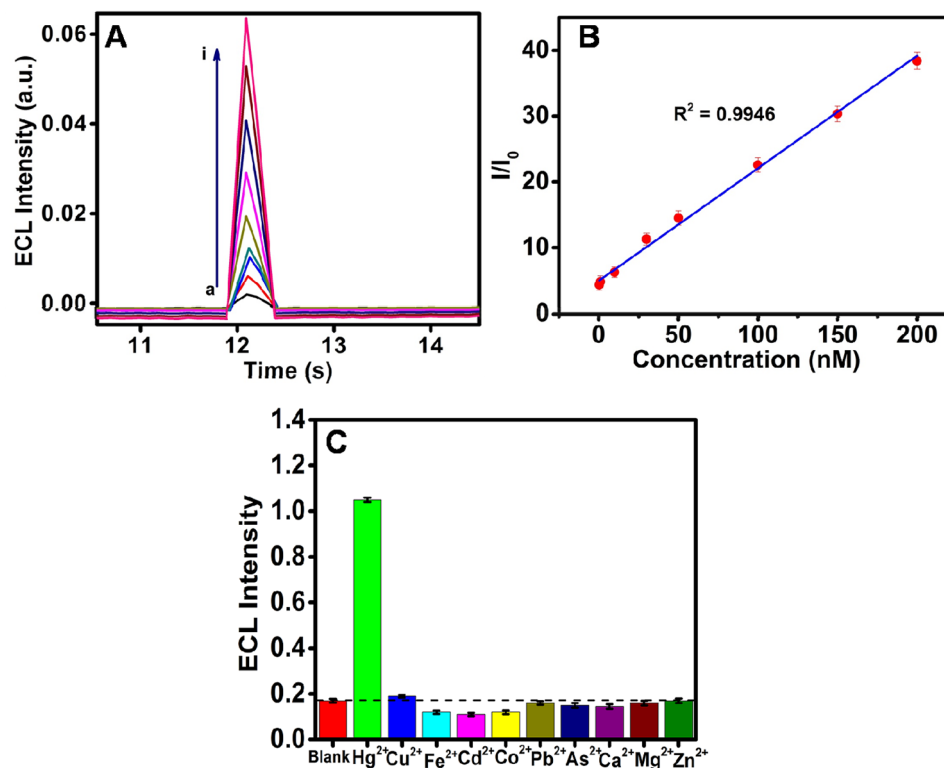 A
ECL Intensity (a.u.)
0.06
0.04
0.02
0.00
i
a
11 12 13 14
Time (s)
B
I/I₀
40
30
20
10
0
R² = 0.9946
0 50 100 150 200
Concentration (nM)
C
ECL Intensity
1.4
1.2
1.0
0.8
0.6
0.4
0.2
0.0
Blank Hg²⁺ Cu²⁺ Fe²⁺ Cd²⁺ Co²⁺ Pb²⁺ As²⁺ Ca²⁺ Mg²⁺ Zn²⁺